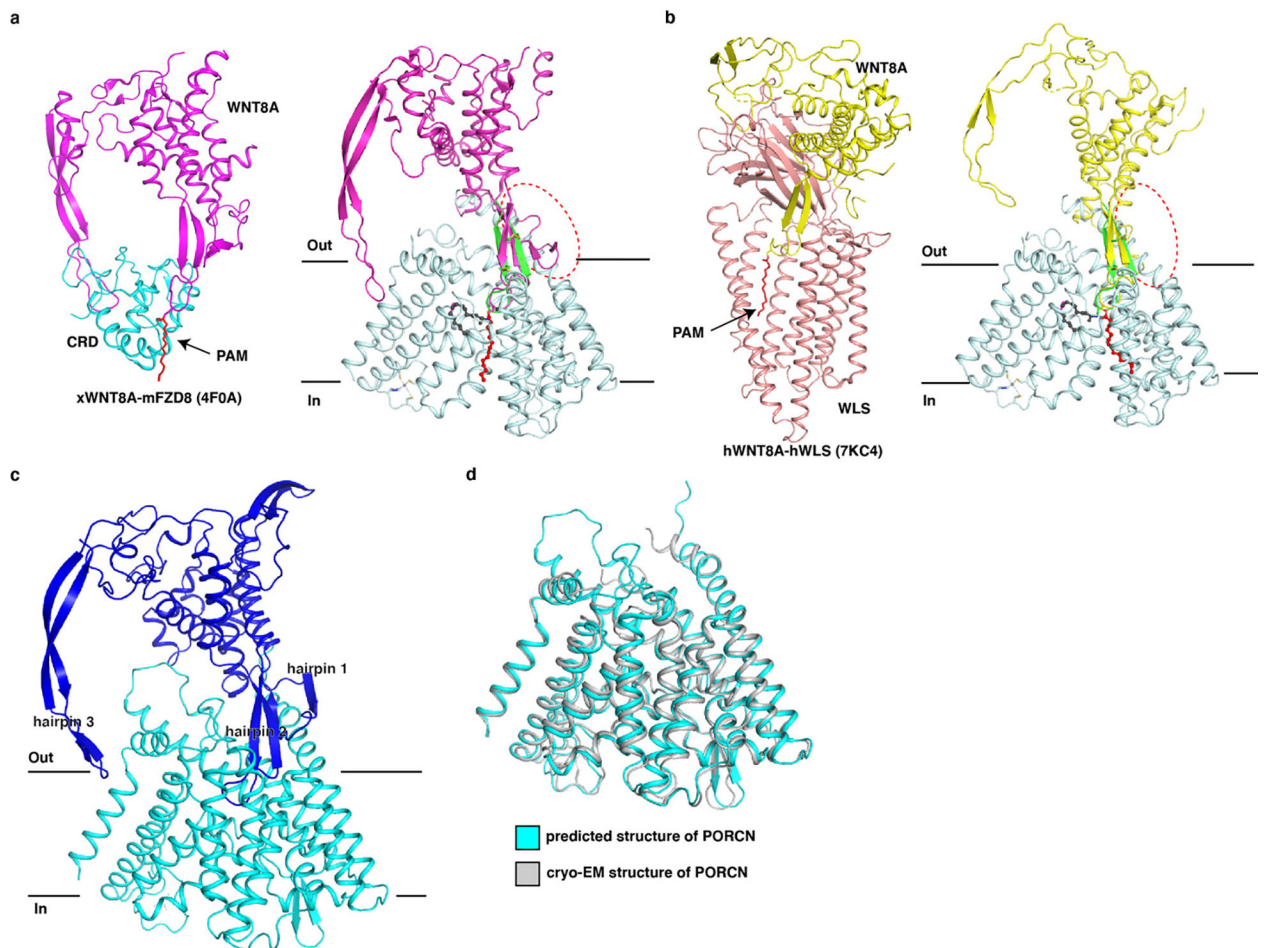 a
WNT8A
CRD
PAM
xWNT8A-mFZD8 (4F0A)
Out
In
b
WNT8A
PAM
WLS
hWNT8A-hWLS (7KC4)
Out
In
c
hairpin 1
hairpin 2
hairpin 3
Out
In
d
predicted structure of PORCN
cryo-EM structure of PORCN